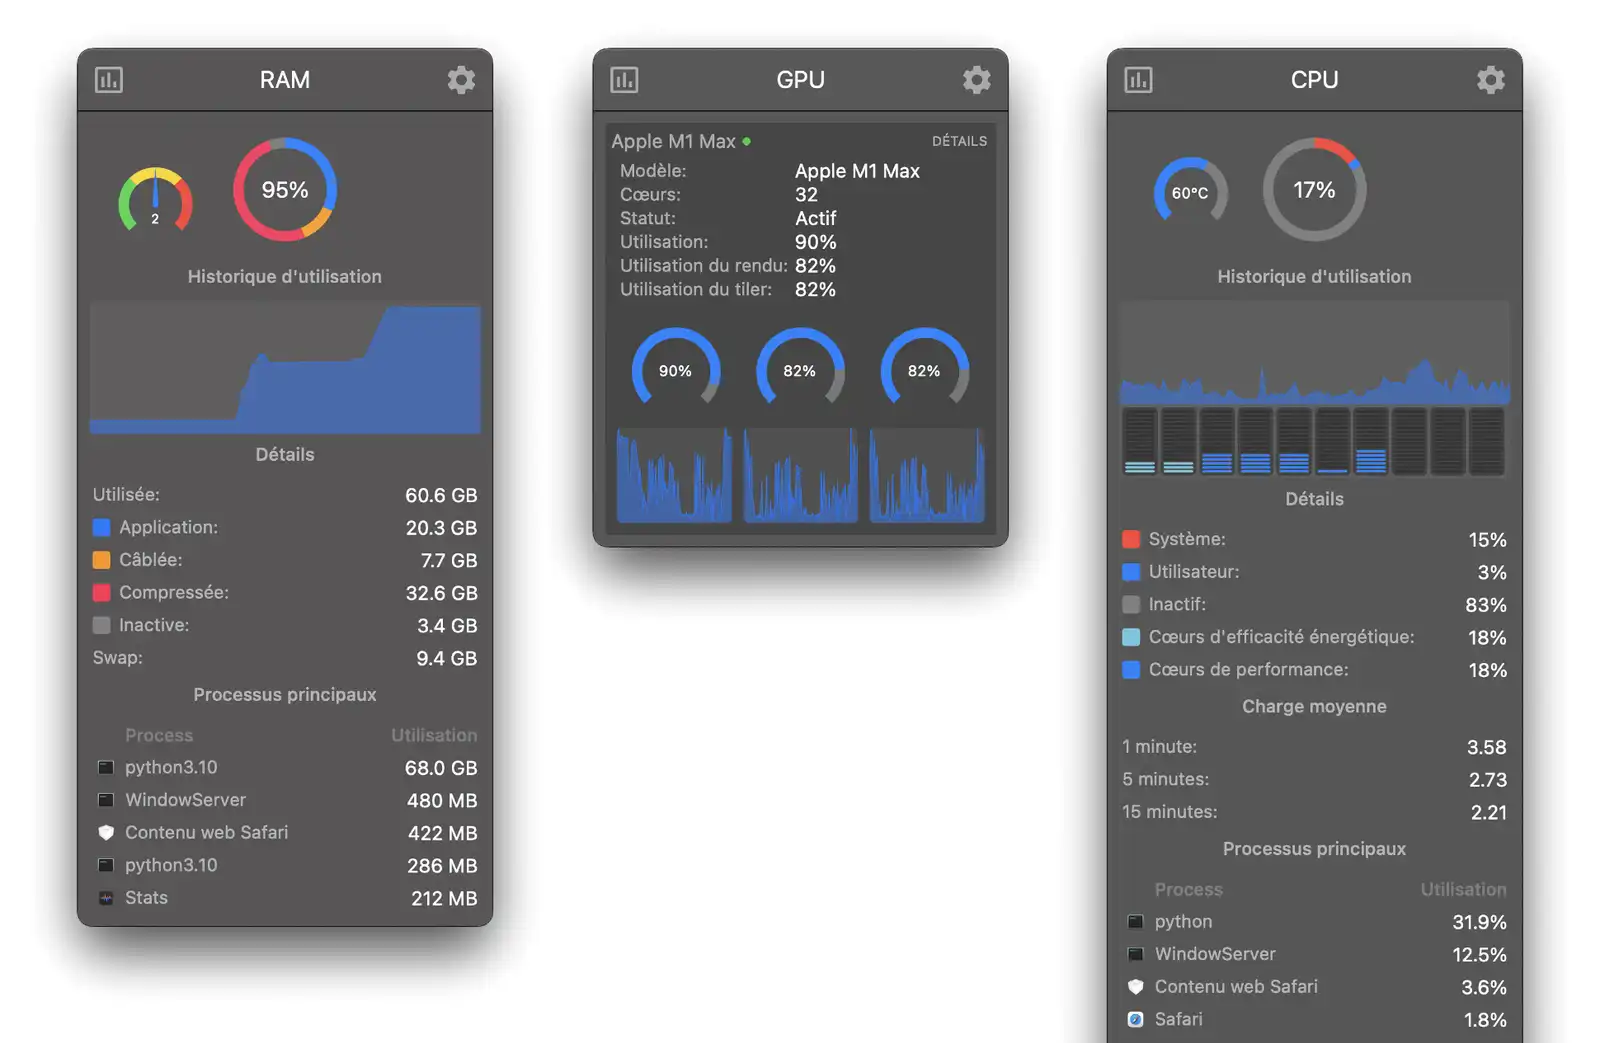 RAM
2
95%
Historique d'utilisation
Détails
Utilisée: 60.6 GB
Application: 20.3 GB
Câblée: 7.7 GB
Compressée: 32.6 GB
Inactive: 3.4 GB
Swap: 9.4 GB
Processus principaux
Process Utilisation
python3.10 68.0 GB
WindowServer 480 MB
Contenu web Safari 422 MB
python3.10 286 MB
Stats 212 MB
GPU
Apple M1 Max DÉTAILS
Modèle: Apple M1 Max
Cœurs: 32
Statut: Actif
Utilisation: 90%
Utilisation du rendu: 82%
Utilisation du tiler: 82%
90% 82% 82%
CPU
60°C
17%
Historique d'utilisation
Détails
Système: 15%
Utilisateur: 3%
Inactif: 83%
Cœurs d'efficacité énergétique: 18%
Cœurs de performance: 18%
Charge moyenne
1 minute: 3.58
5 minutes: 2.73
15 minutes: 2.21
Processus principaux
Process Utilisation
python 31.9%
WindowServer 12.5%
Contenu web Safari 3.6%
Safari 1.8%